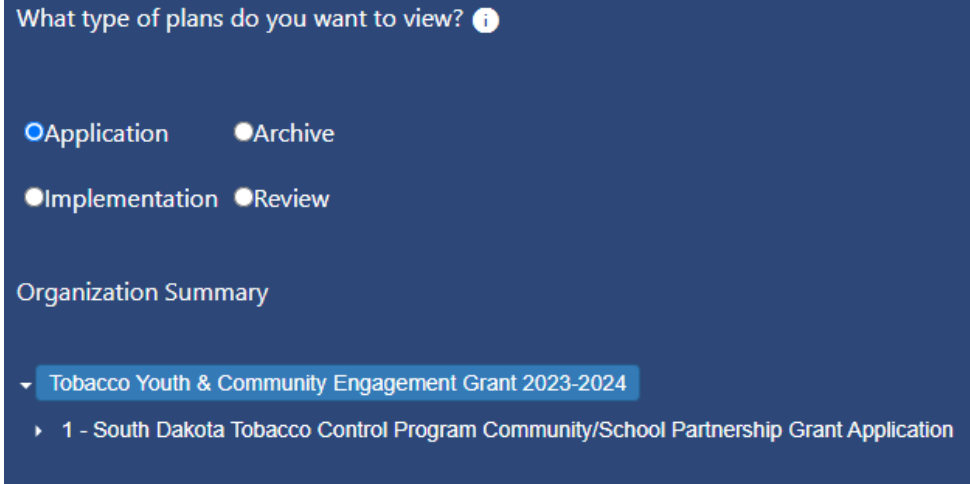 What type of plans do you want to view? i
Application Archive
Implementation Review
Organization Summary
Tobacco Youth & Community Engagement Grant 2023-2024
1 - South Dakota Tobacco Control Program Community/School Partnership Grant Application